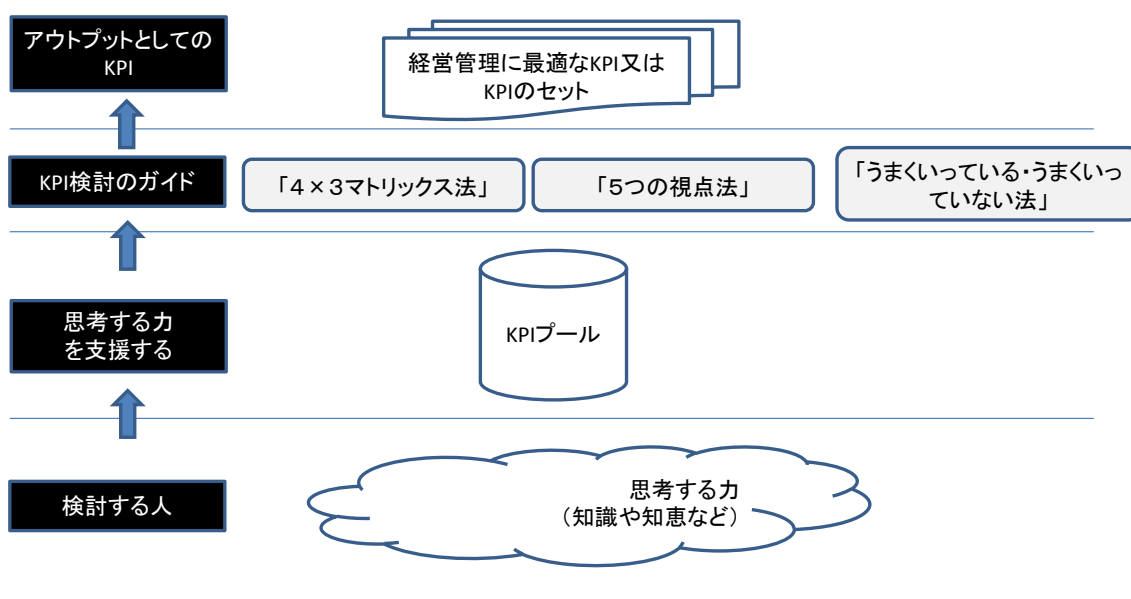 アウトプットとしての
KPI
経営管理に最適なKPI又は
KPIのセット
KPI検討のガイド
「４×３マトリックス法」
「５つの視点法」
「うまくいっている・うまくいっ
ていない法」
思考する力
を支援する
KPIプール
検討する人
思考する力
（知識や知恵など）